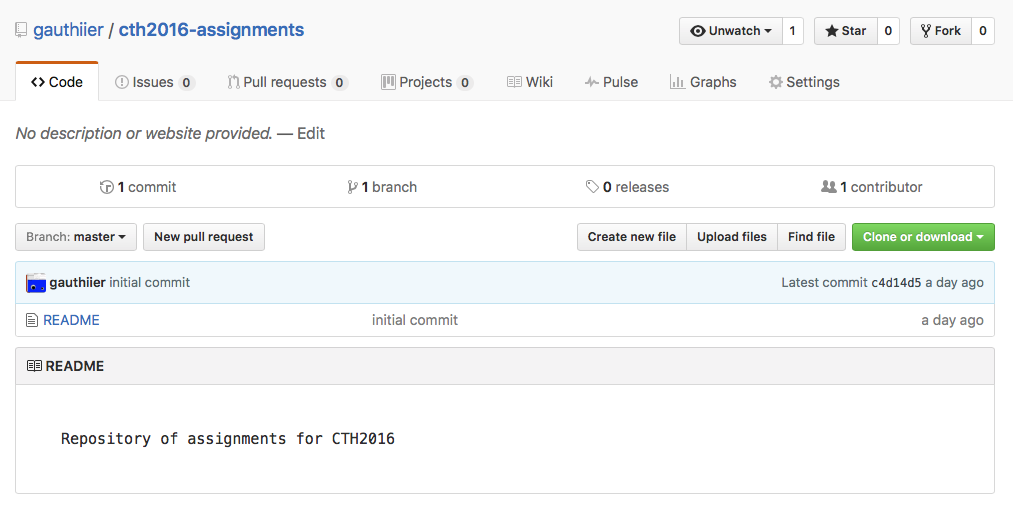 gauthiier / cth2016-assignments Unwatch 1 Star 0 Fork 0
Code Issues 0 Pull requests 0 Projects 0 Wiki Pulse Graphs Settings
No description or website provided. — Edit
1 commit 1 branch 0 releases 1 contributor
Branch: master New pull request Create new file Upload files Find file Clone or download
gauthiier initial commit Latest commit c4d14d5 a day ago
README initial commit a day ago
README
Repository of assignments for CTH2016